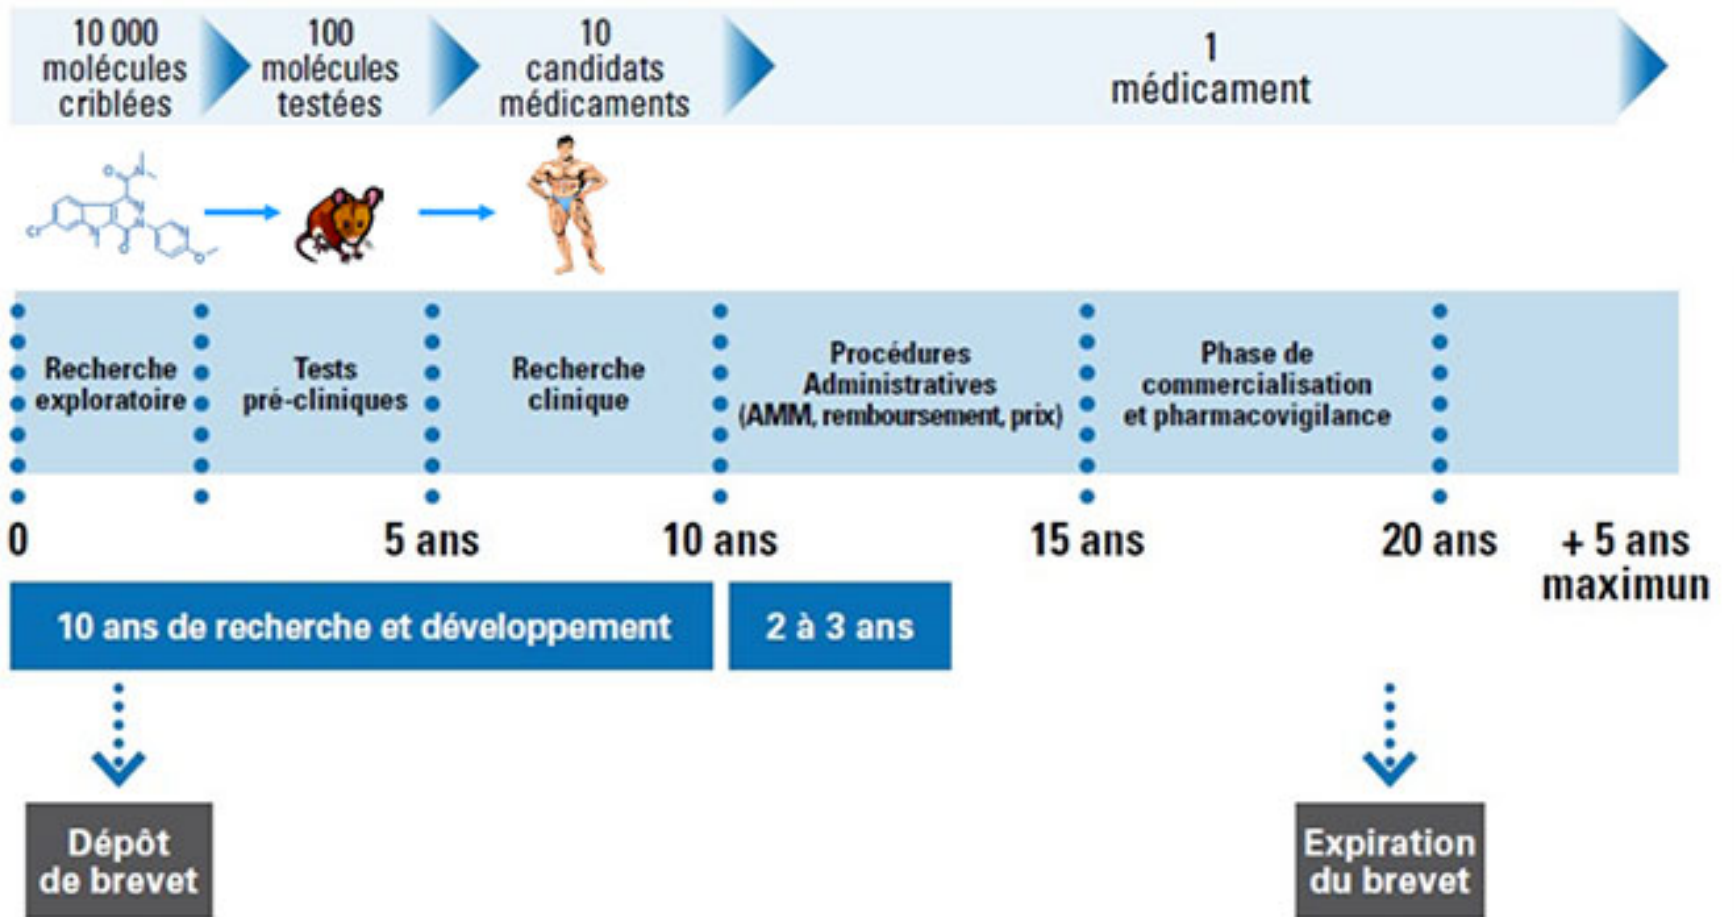 10 000
molécules
criblées
100
molécules
testées
10
candidats
médicaments
1
médicament
O
N
N
N
Cl
N
O
O
Recherche
exploratoire
Tests
pré-cliniques
Recherche
clinique
Procédures
Administratives
(AMM, remboursement, prix)
Phase de
commercialisation
et pharmacovigilance
0
5 ans
10 ans
15 ans
20 ans
+ 5 ans
maximun
10 ans de recherche et développement
2 à 3 ans
Dépôt
de brevet
Expiration
du brevet